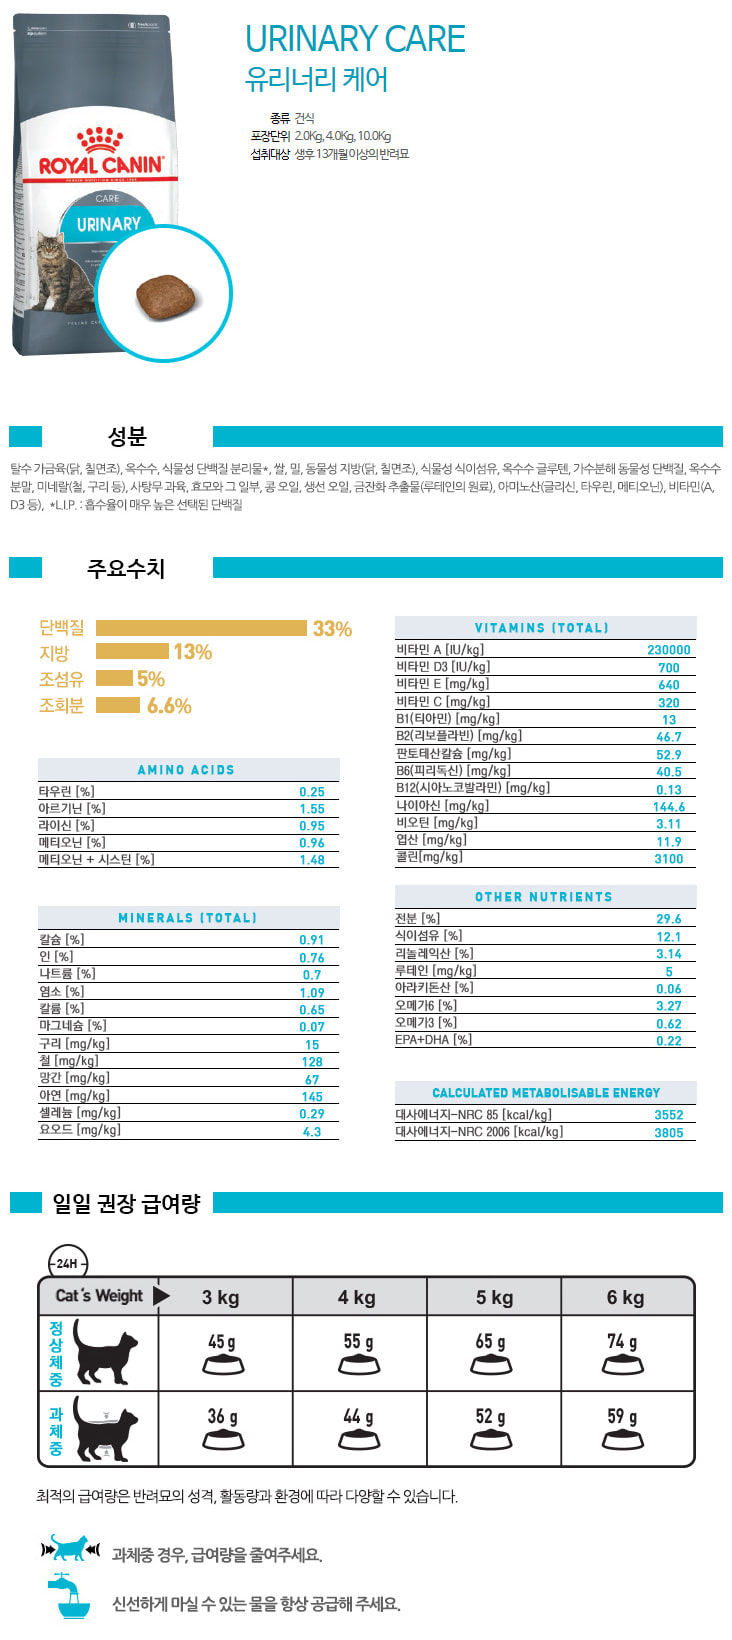 URINARY CARE
유리너리 케어
종류 건식
포장단위 2.0Kg, 4.0Kg, 10.0Kg
섭취대상 생후 13개월 이상의 반려묘
ROYAL CANIN
CARE
URINARY
성분
탈수 가금육(닭, 칠면조), 옥수수, 식물성 단백질 분리물*, 쌀, 밀, 동물성 지방(닭, 칠면조), 식물성 식이섬유, 옥수수 글루텐, 가수분해 동물성 단백질, 옥수수
분말, 미네랄(철, 구리 등), 사탕무 과육, 효모와 그 일부, 콩 오일, 생선 오일, 금잔화 추출물(루테인의 원료), 아미노산(글리신, 타우린, 메티오닌), 비타민(A,
D3 등), *L.I.P. : 흡수율이 매우 높은 선택된 단백질
주요수치
단백질 33%
지방 13%
조섬유 5%
조회분 6.6%
AMINO ACIDS
타우린 [%] 0.25
아르기닌 [%] 1.55
라이신 [%] 0.95
메티오닌 [%] 0.96
메티오닌 + 시스틴 [%] 1.48
MINERALS (TOTAL)
칼슘 [%] 0.91
인 [%] 0.76
나트륨 [%] 0.7
염소 [%] 1.09
칼륨 [%] 0.65
마그네슘 [%] 0.07
구리 [mg/kg] 15
철 [mg/kg] 128
망간 [mg/kg] 67
아연 [mg/kg] 145
셀레늄 [mg/kg] 0.29
요오드 [mg/kg] 4.3
VITAMINS (TOTAL)
비타민 A [IU/kg] 230000
비타민 D3 [IU/kg] 700
비타민 E [mg/kg] 640
비타민 C [mg/kg] 320
B1(티아민) [mg/kg] 13
B2(리보플라빈) [mg/kg] 46.7
판토테산칼슘 [mg/kg] 52.9
B6(피리독신) [mg/kg] 40.5
B12(시아노코발라민) [mg/kg] 0.13
나이아신 [mg/kg] 144.6
비오틴 [mg/kg] 3.11
엽산 [mg/kg] 11.9
콜린[mg/kg] 3100
OTHER NUTRIENTS
전분 [%] 29.6
식이섬유 [%] 12.1
리놀레익산 [%] 3.14
루테인 [mg/kg] 5
아라키돈산 [%] 0.06
오메가6 [%] 3.27
오메가3 [%] 0.62
EPA+DHA [%] 0.22
CALCULATED METABOLISABLE ENERGY
대사에너지-NRC 85 [kcal/kg] 3552
대사에너지-NRC 2006 [kcal/kg] 3805
일일 권장 급여량
24H
Cat's Weight 3 kg 4 kg 5 kg 6 kg
정상체중 45 g 55 g 65 g 74 g
과체중 36 g 44 g 52 g 59 g
최적의 급여량은 반려묘의 성격, 활동량과 환경에 따라 다양할 수 있습니다.
과체중 경우, 급여량을 줄여주세요.
신선하게 마실 수 있는 물을 항상 공급해 주세요.